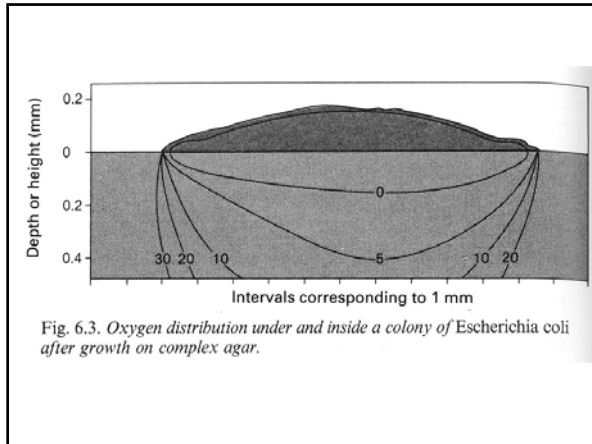 0.2
0
0.2
0.4
Depth or height (mm)
0
5
30 20 10
10 20
Intervals corresponding to 1 mm
Fig. 6.3. Oxygen distribution under and inside a colony of Escherichia coli
after growth on complex agar.